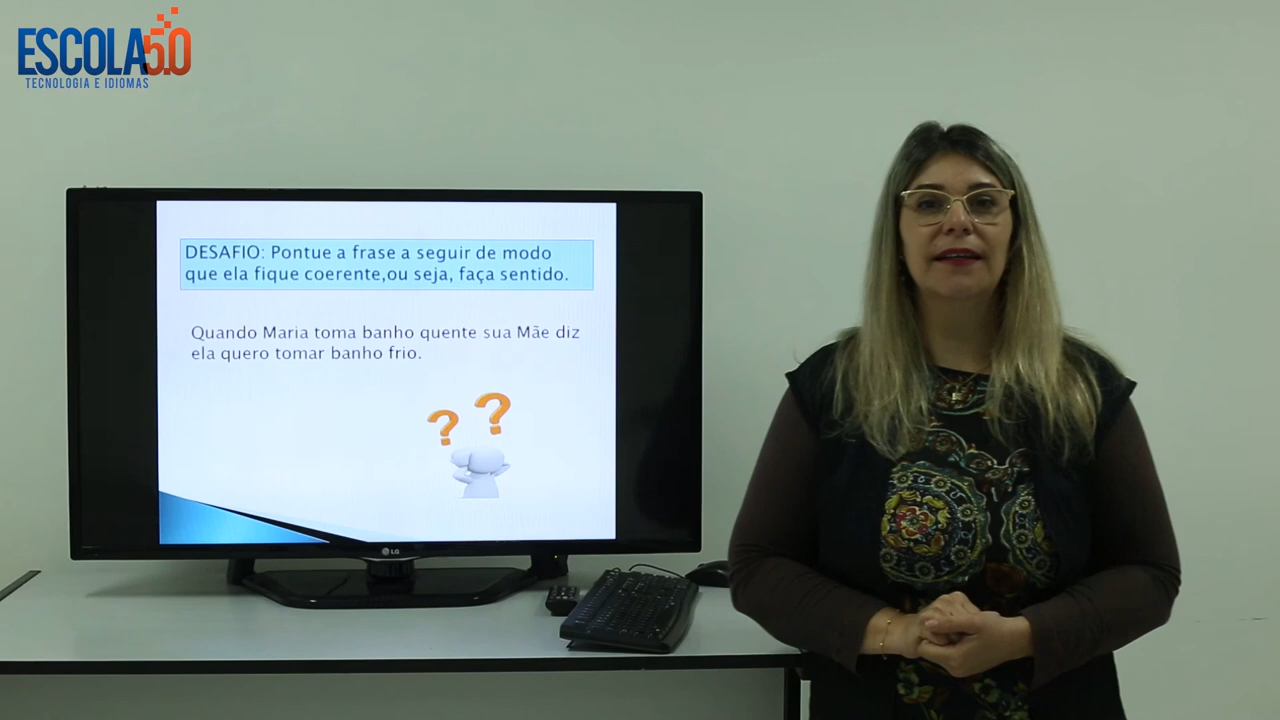 ESCOLA5.0
TECNOLOGIA E IDIOMAS
DESAFIO: Pontue a frase a seguir de modo
que ela fique coerente,ou seja, faça sentido.
Quando Maria toma banho quente sua Mãe diz
ela quero tomar banho frio.
? ?
LG